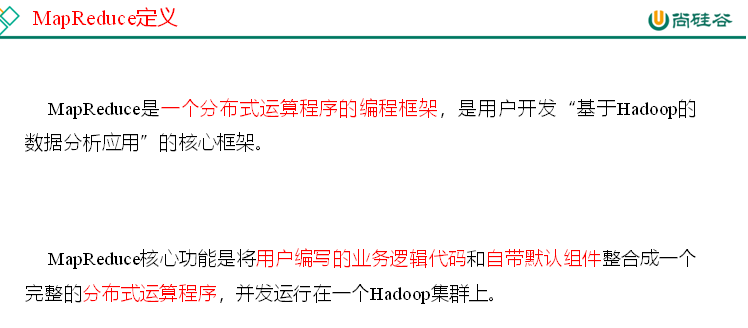 MapReduce定义
尚硅谷
MapReduce是一个分布式运算程序的编程框架，是用户开发“基于Hadoop的
数据分析应用”的核心框架。
MapReduce核心功能是将用户编写的业务逻辑代码和自带默认组件整合成一个
完整的分布式运算程序，并发运行在一个Hadoop集群上。